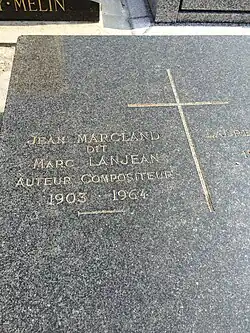 MELIN
JEAN MARCLAND
DIT
MARC LANJEAN
AUTEUR COMPOSITEUR
1903 - 1964